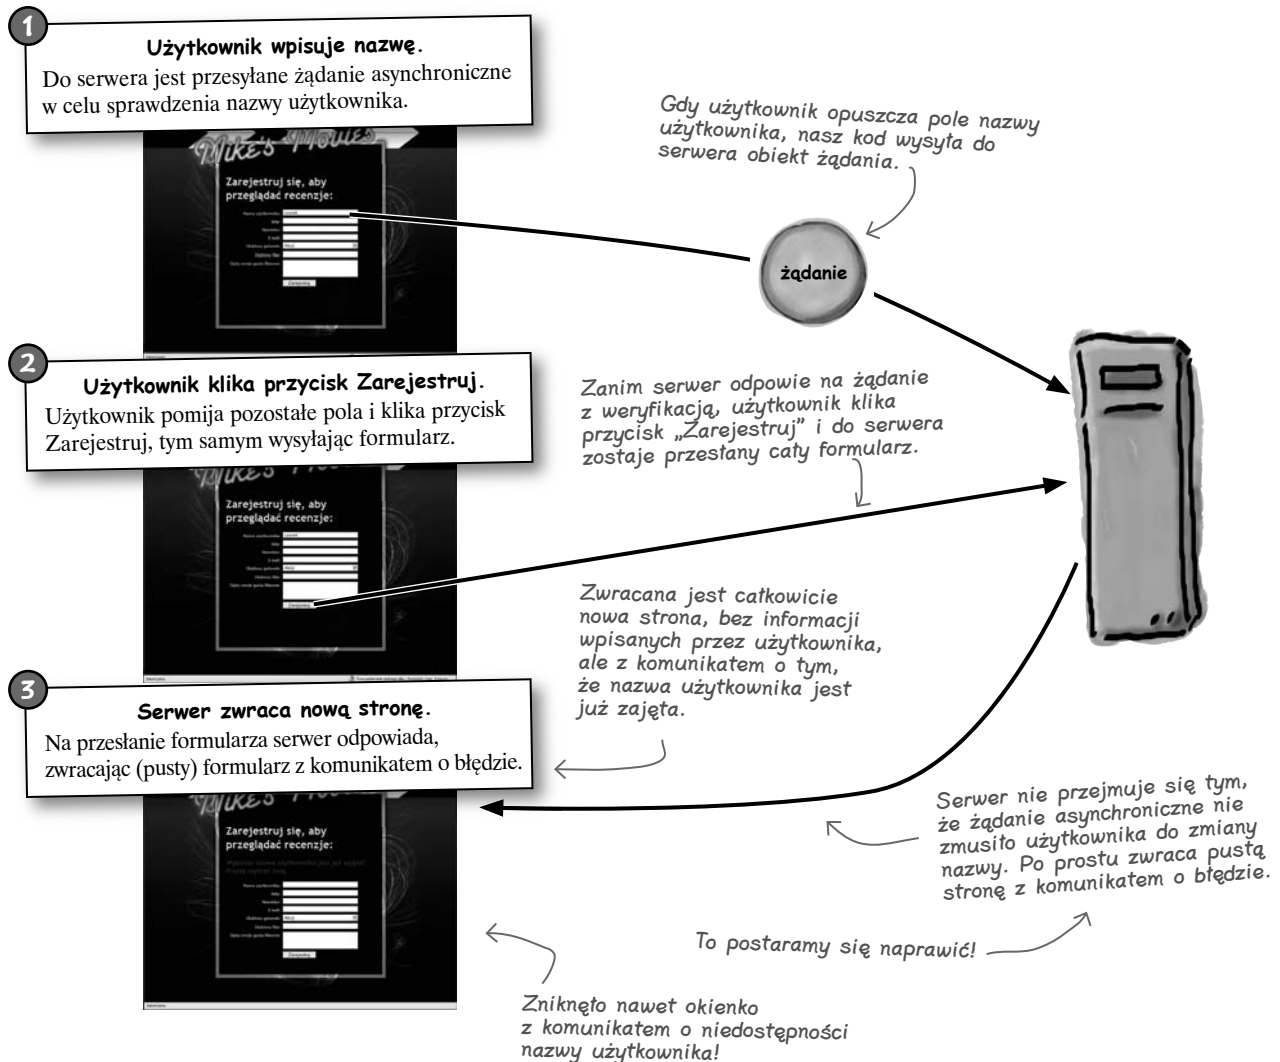 1
Użytkownik wpisuje nazwę.
Do serwera jest przesyłane żądanie asynchroniczne
w celu sprawdzenia nazwy użytkownika.
Mike's Movies
Zarejestruj się, aby
przeglądać recenzje:
Gdy użytkownik opuszcza pole nazwy
użytkownika, nasz kod wysyła do
serwera obiekt żądania.
żądanie
2
Użytkownik klika przycisk Zarejestruj.
Użytkownik pomija pozostałe pola i klika przycisk
Zarejestruj, tym samym wysyłając formularz.
Zarejestruj się, aby
przeglądać recenzje:
Zanim serwer odpowie na żądanie
z weryfikacją, użytkownik klika
przycisk „Zarejestruj” i do serwera
zostaje przesłany cały formularz.
Zwracana jest całkowicie
nowa strona, bez informacji
wpisanych przez użytkownika,
ale z komunikatem o tym,
że nazwa użytkownika jest
już zajęta.
3
Serwer zwraca nową stronę.
Na przesłanie formularza serwer odpowiada,
zwracając (pusty) formularz z komunikatem o błędzie.
Zarejestruj się, aby
przeglądać recenzje:
Serwer nie przejmuje się tym,
że żądanie asynchroniczne nie
zmusiło użytkownika do zmiany
nazwy. Po prostu zwraca pustą
stronę z komunikatem o błędzie.
To postaramy się naprawić!
Zniknęło nawet okienko
z komunikatem o niedostępności
nazwy użytkownika!